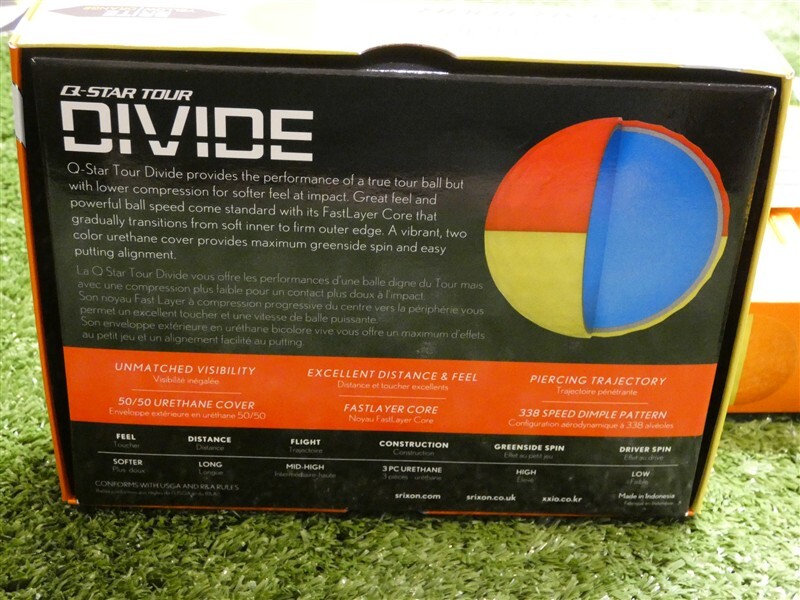 Q-STAR TOUR
DIVIDE
Q-Star Tour Divide provides the performance of a true tour ball but
with lower compression for softer feel at impact. Great feel and
powerful ball speed come standard with its FastLayer Core that
gradually transitions from soft inner to firm outer edge. A vibrant, two
color urethane cover provides maximum greenside spin and easy
putting alignment.
La Q Star Tour Divide vous offre les performances d'une balle digne du Tour mais
avec une compression plus faible pour un contact plus doux à l'impact.
Son noyau Fast Layer à compression progressive du centre vers la périphérie vous
permet un excellent toucher et une vitesse de balle puissante.
Son enveloppe extérieure en uréthane bicolore vive vous offre un maximum d'effets
au petit jeu et un alignement facilité au putting.
UNMATCHED VISIBILITY
Visibilité inégalée
EXCELLENT DISTANCE & FEEL
Distance et toucher excellents
PIERCING TRAJECTORY
Trajectoire pénétrante
50/50 URETHANE COVER
Enveloppe extérieure en uréthane 50/50
FASTLAYER CORE
Noyau FastLayer Core
338 SPEED DIMPLE PATTERN
Configuration aérodynamique à 338 alvéoles
FEEL DISTANCE FLIGHT CONSTRUCTION GREENSIDE SPIN DRIVER SPIN
Toucher Distance Trajectoire Construction Effet au petit jeu Effet au drive
SOFTER LONG MID-HIGH 3 PC URETHANE HIGH LOW
Plus doux Longue 3 pièces - uréthane Élevé Faible
CONFORMS WITH USGA AND R&A RULES
srixon.com srixon.co.uk xxio.co.kr Made in Indonesia